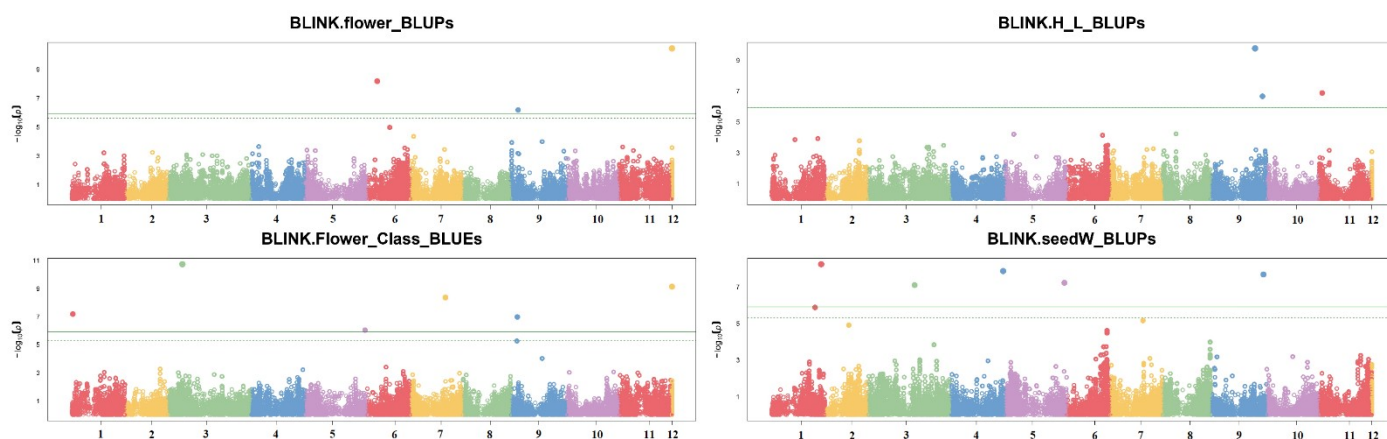 BLINK.flower_BLUPs
9
7
5
3
1
-log10(p)
1 2 3 4 5 6 7 8 9 10 11 12
BLINK.H_L_BLUPs
9
7
5
3
1
-log10(p)
1 2 3 4 5 6 7 8 9 10 11 12
BLINK.Flower_Class_BLUEs
11
9
7
5
3
1
-log10(p)
1 2 3 4 5 6 7 8 9 10 11 12
BLINK.seedW_BLUPs
7
5
3
1
-log10(p)
1 2 3 4 5 6 7 8 9 10 11 12